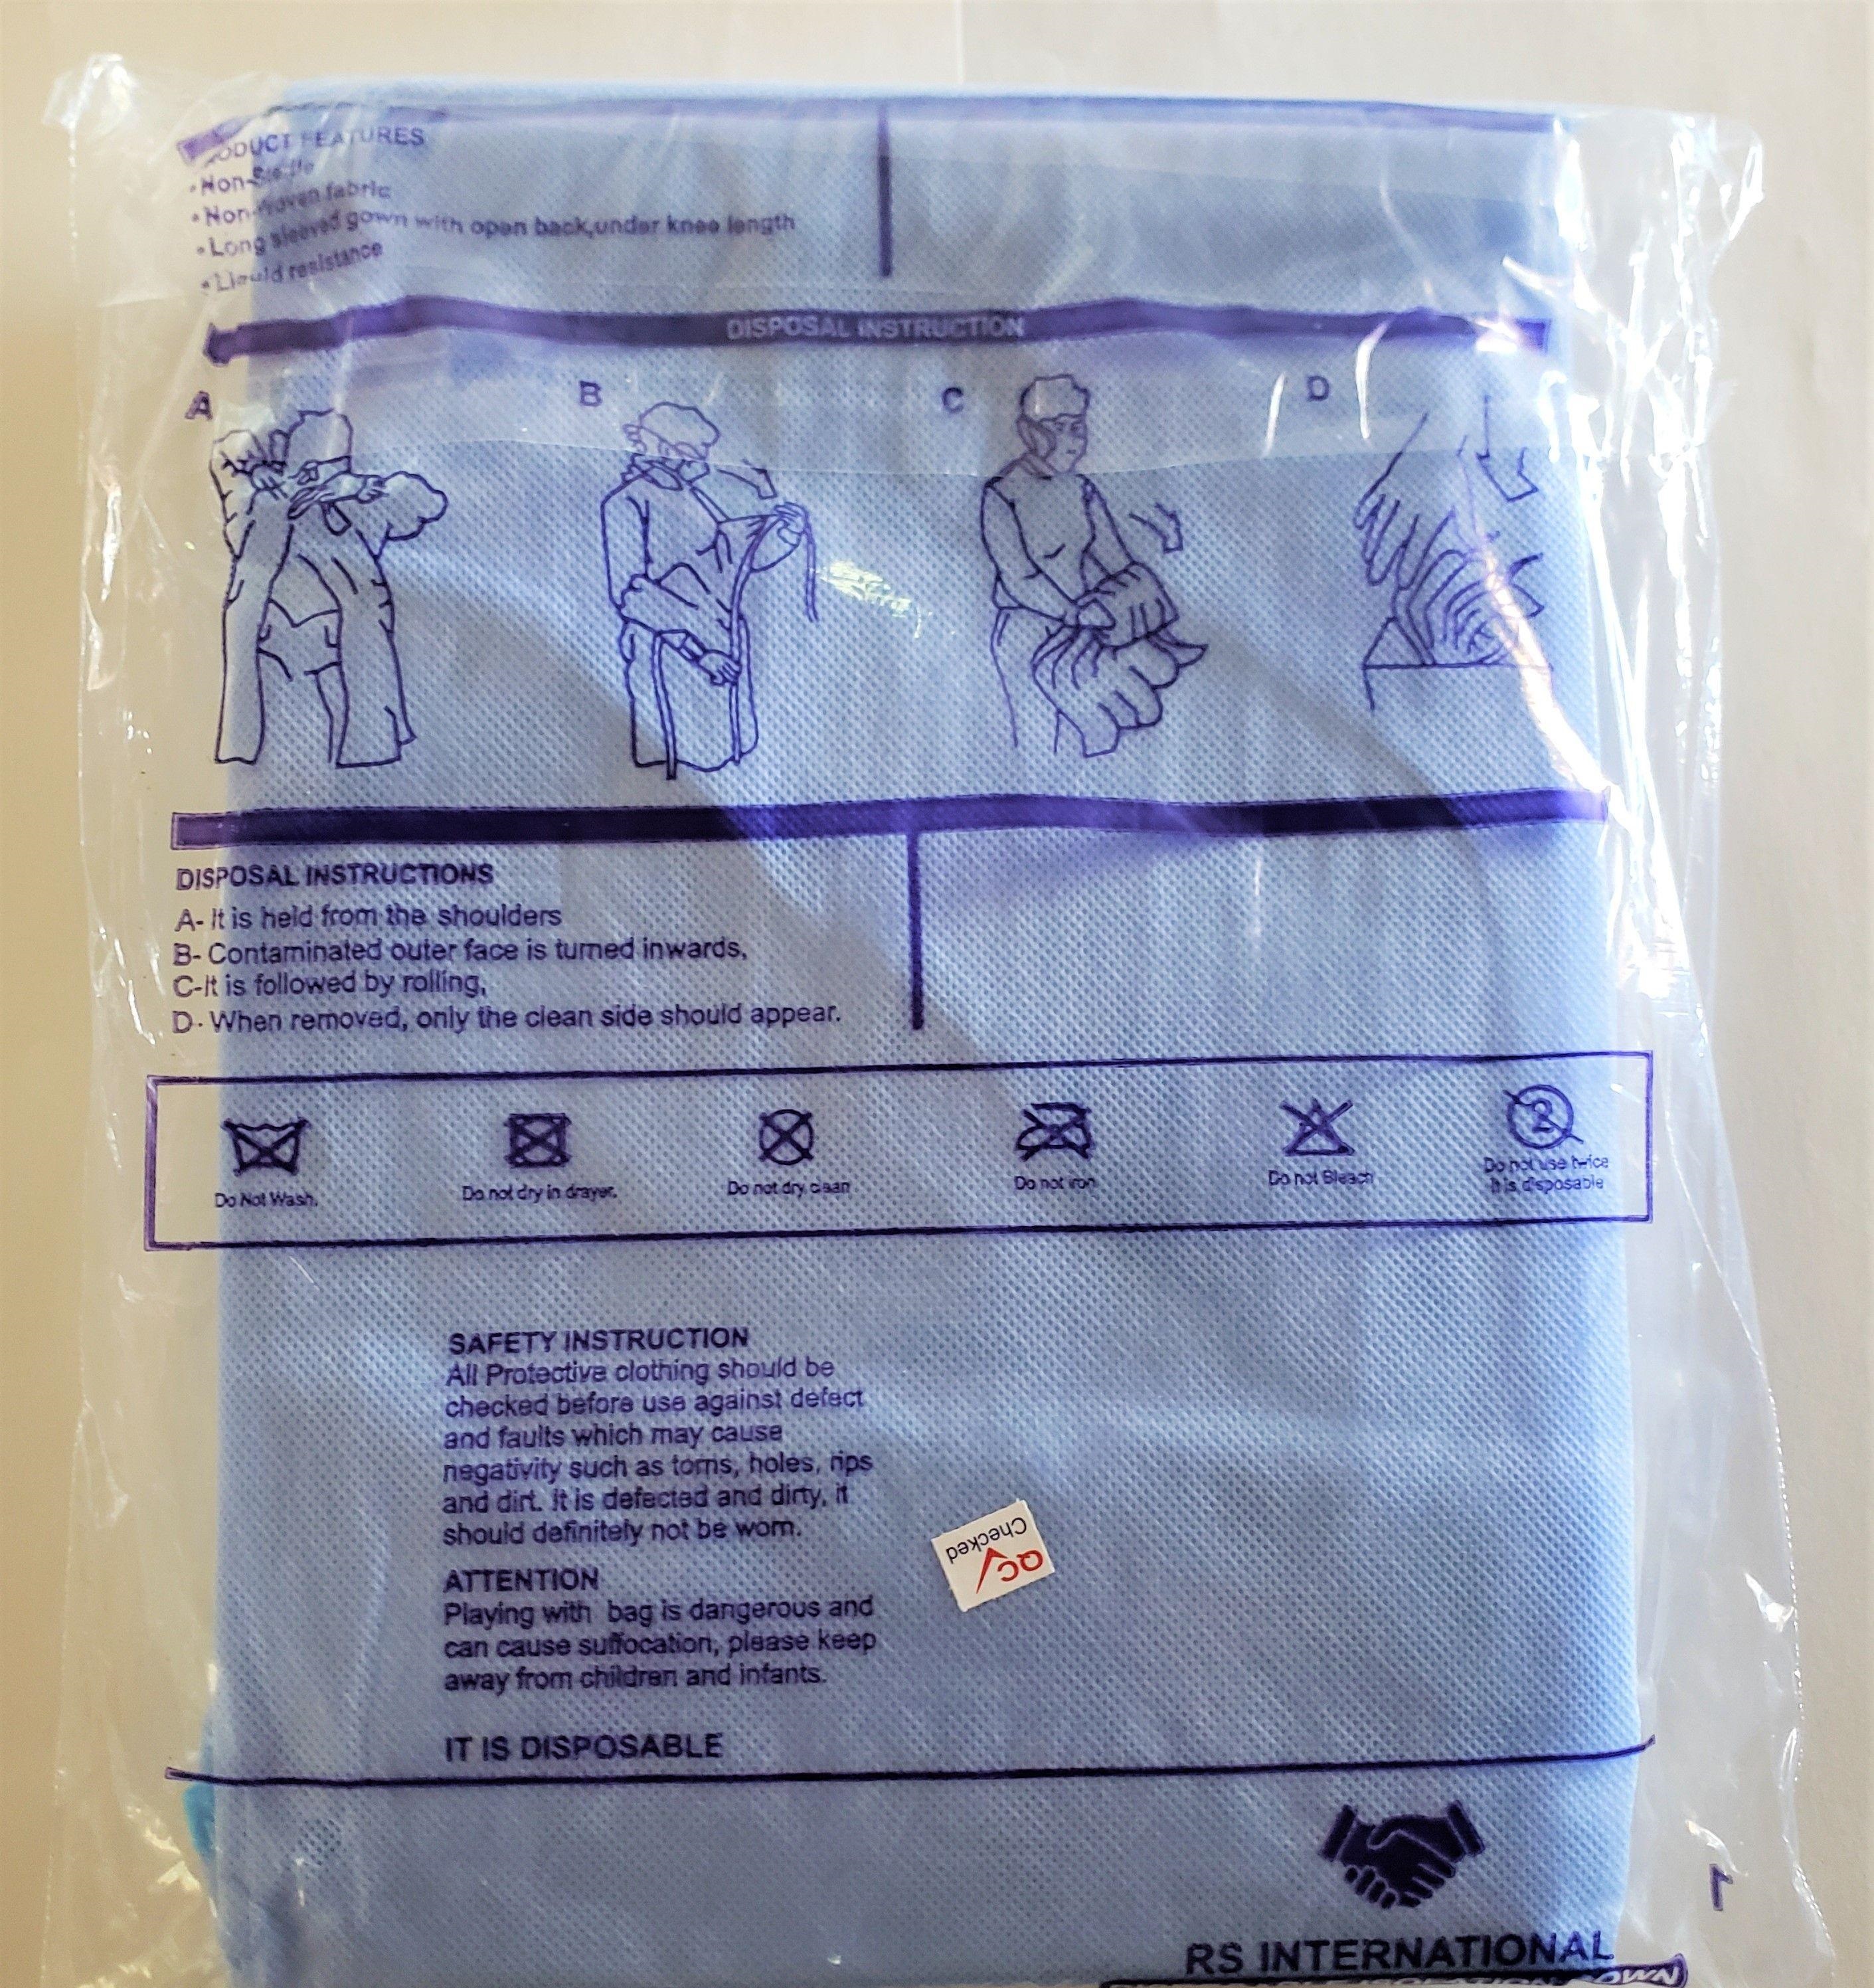 PRODUCT FEATURES
•Non-Sterile
•Non-Woven fabric
•Long sleeved gown with open back,under knee length
•Liquid resistance
DISPOSAL INSTRUCTION
A
B
C
D
DISPOSAL INSTRUCTIONS
A- It is held from the shoulders
B- Contaminated outer face is turned inwards,
C-It is followed by rolling,
D- When removed, only the clean side should appear.
Do Not Wash.
Do not dry in drayer.
Do not dry claan
Do not iron
Do not Bleach
2
Do not use twice
It is disposable
SAFETY INSTRUCTION
All Protective clothing should be
checked before use against defect
and faults which may cause
negativity such as torns, holes, rips
and dirt. It is defected and dirty, it
should definitely not be worn.
QC
Checked
ATTENTION
Playing with bag is dangerous and
can cause suffocation, please keep
away from children and infants.
IT IS DISPOSABLE
1
RS INTERNATIONAL